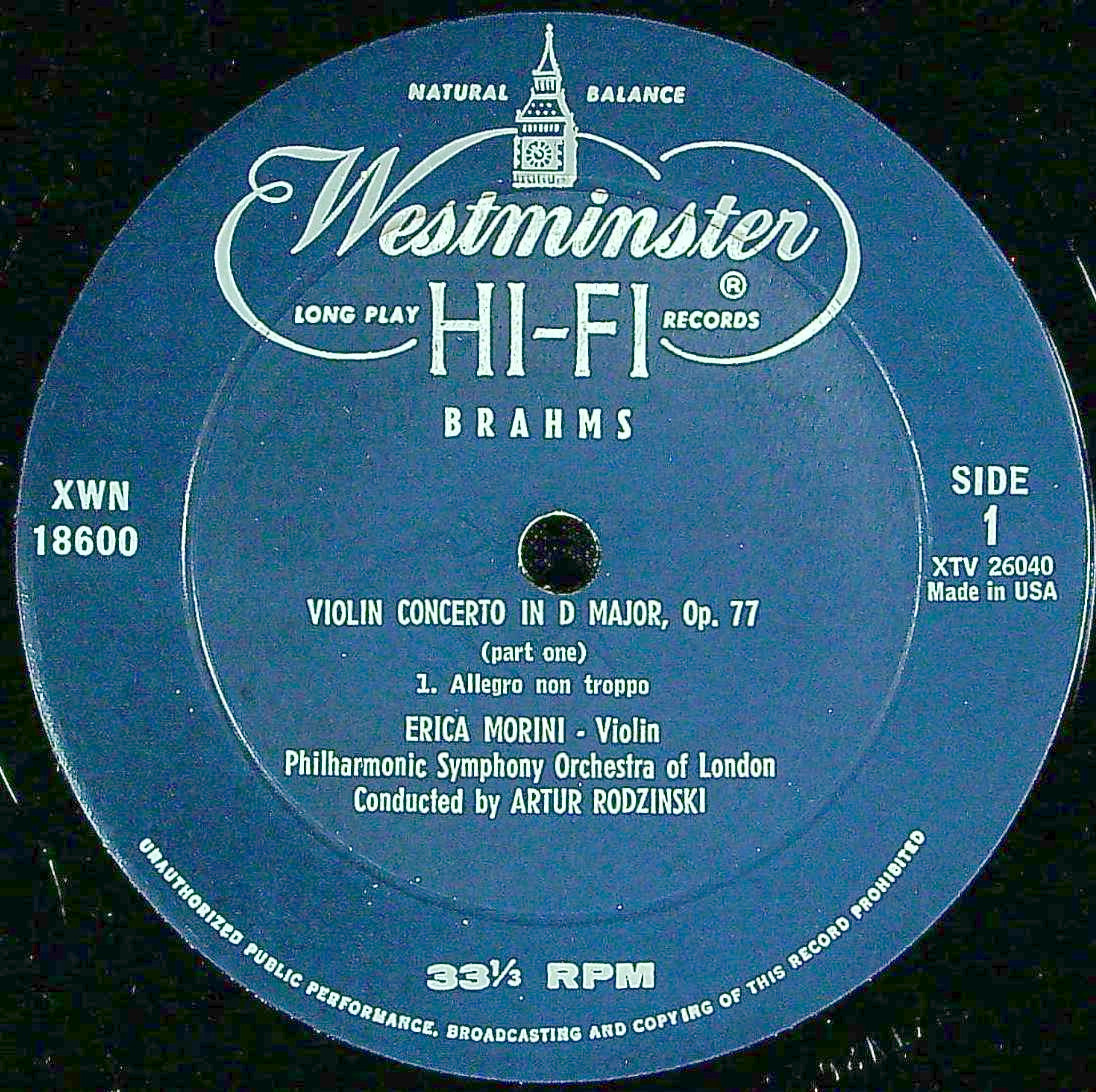 NATURAL BALANCE
Westminster
®
LONG PLAY HI-FI RECORDS
BRAHMS
XWN
18600
SIDE
1
XTV 26040
Made in USA
VIOLIN CONCERTO IN D MAJOR, Op. 77
(part one)
1. Allegro non troppo
ERICA MORINI - Violin
Philharmonic Symphony Orchestra of London
Conducted by ARTUR RODZINSKI
33⅓ RPM
UNAUTHORIZED PUBLIC PERFORMANCE, BROADCASTING AND COPYING OF THIS RECORD PROHIBITED